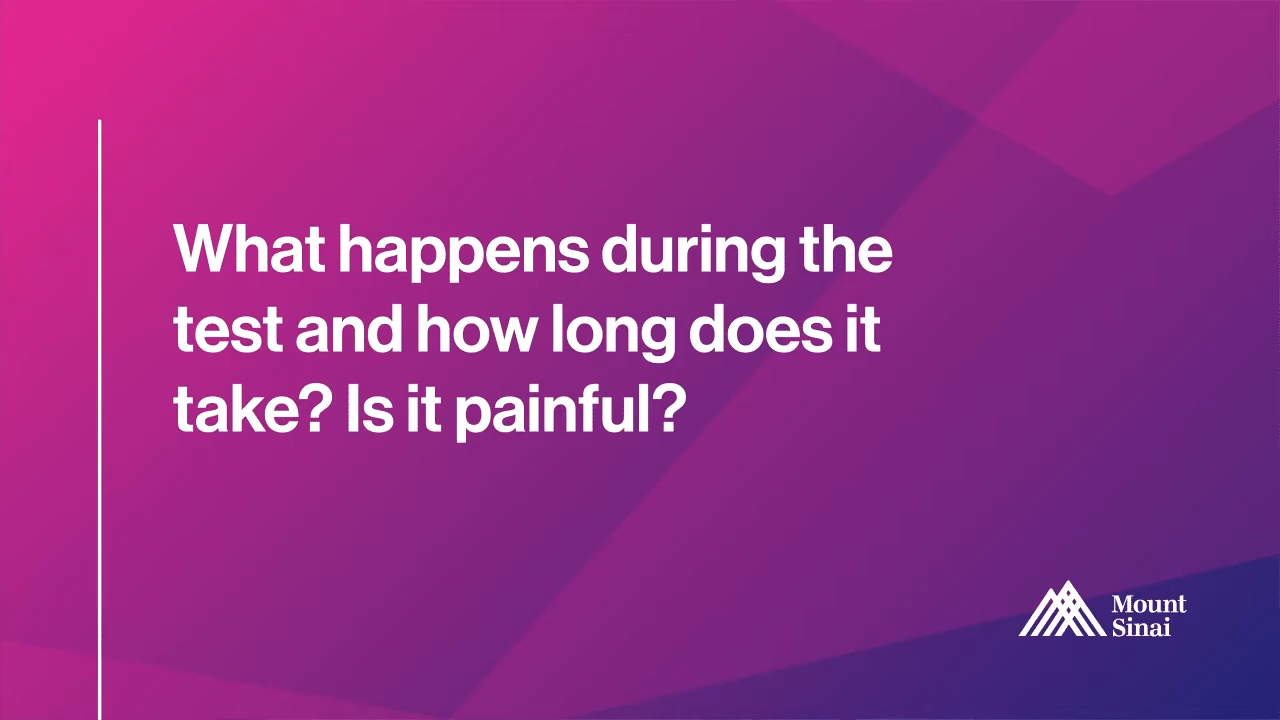 What happens during the
test and how long does it
take? Is it painful?
Mount
Sinai